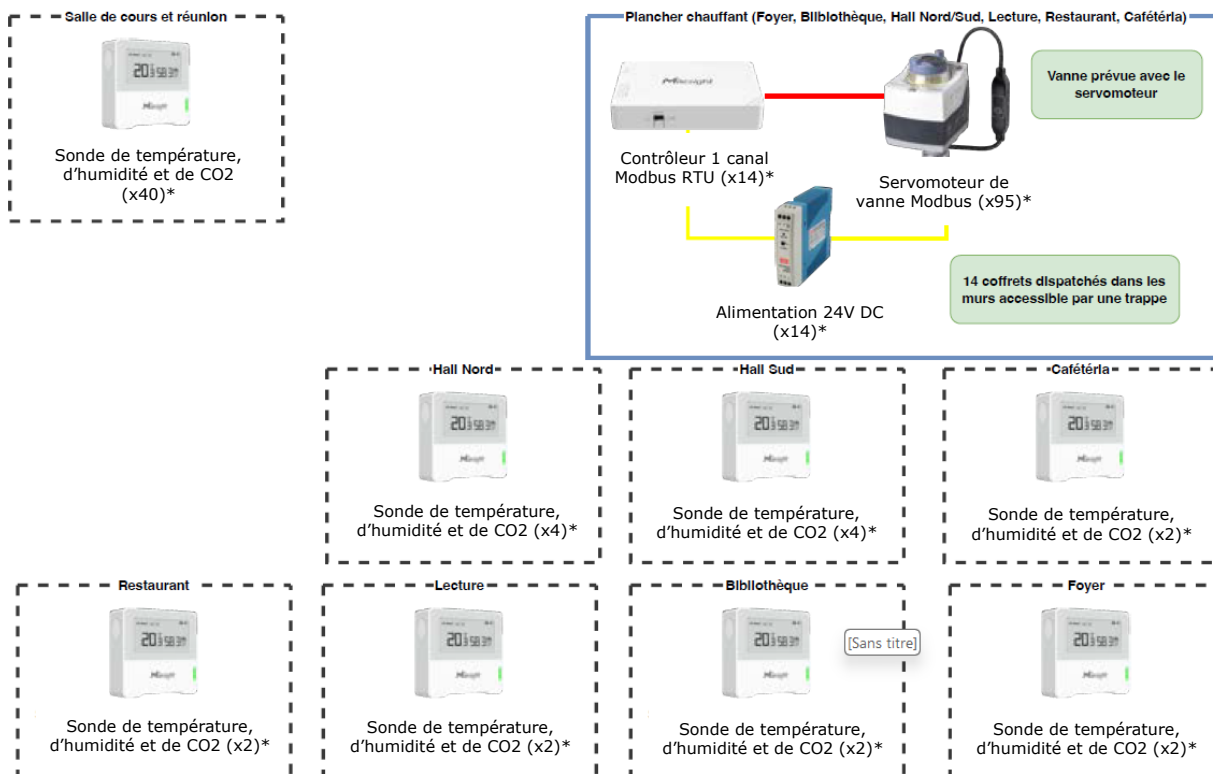 Salle de cours et réunion
Sonde de température,
d'humidité et de CO2
(x40)*
Plancher chauffant (Foyer, Bilbliothèque, Hall Nord/Sud, Lecture, Restaurant, Cafétéria)
Milesight
Vanne prévue avec le
servomoteur
Contrôleur 1 canal
Modbus RTU (x14)*
Servomoteur de
vanne Modbus (x95)*
14 coffrets dispatchés dans les
murs accessible par une trappe
Alimentation 24V DC
(x14)*
Hall Nord
Sonde de température,
d'humidité et de CO2 (x4)*
Hall Sud
Sonde de température,
d'humidité et de CO2 (x4)*
Cafétéria
Sonde de température,
d'humidité et de CO2 (x2)*
Restaurant
Sonde de température,
d'humidité et de CO2 (x2)*
Lecture
Sonde de température,
d'humidité et de CO2 (x2)*
Bibliothèque
[Sans titre]
Sonde de température,
d'humidité et de CO2 (x2)*
Foyer
Sonde de température,
d'humidité et de CO2 (x2)*